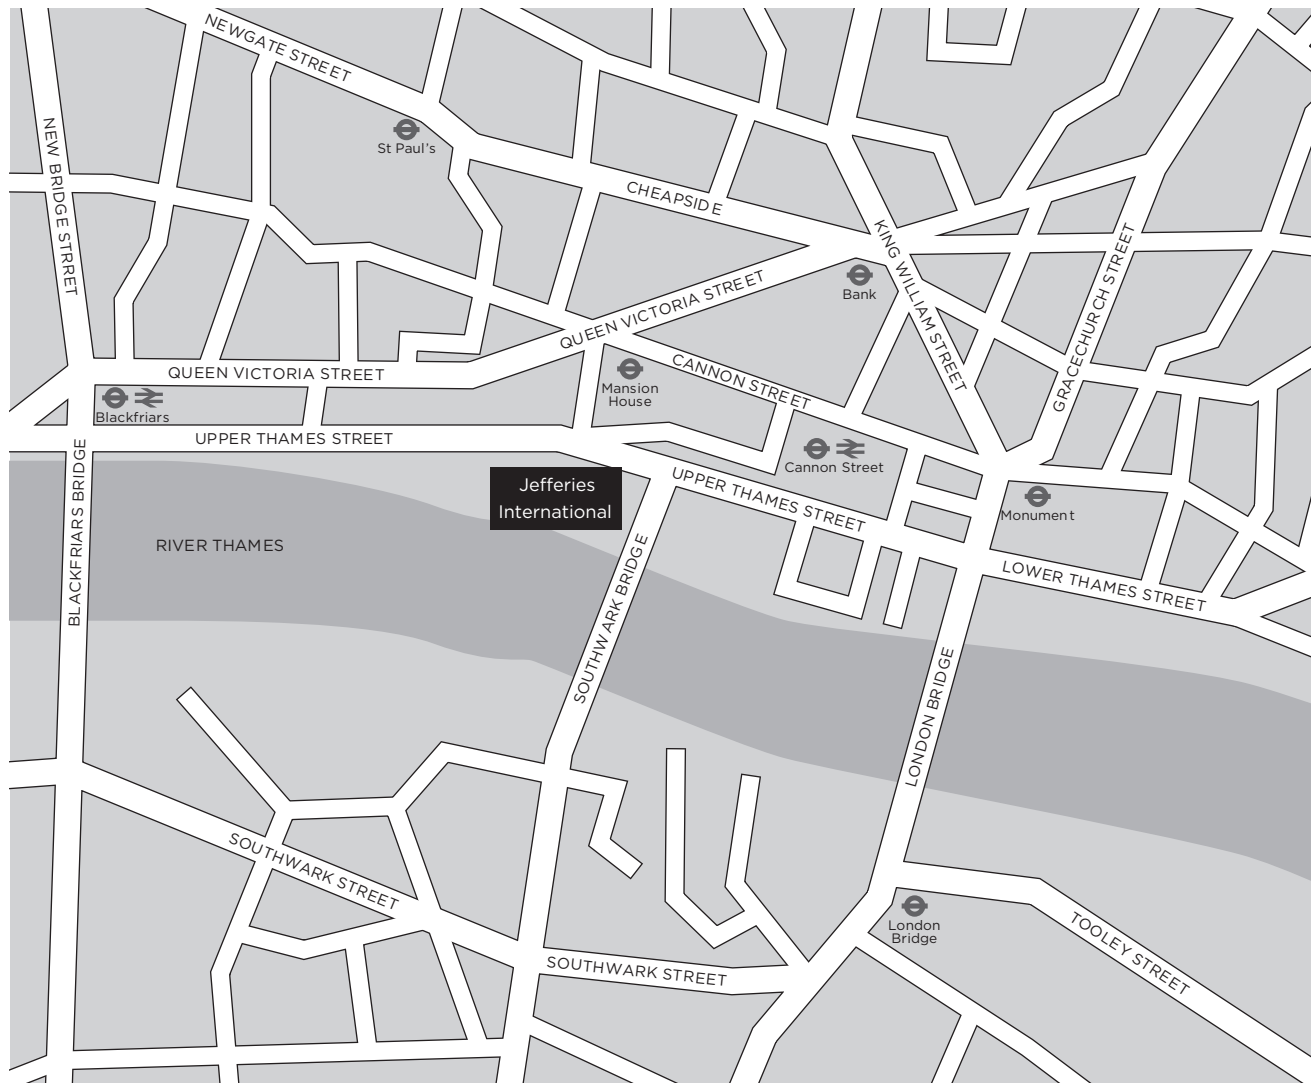 NEWGATE STREET
St Paul's
NEW BRIDGE STRRET
CHEAPSIDE
KING WILLIAM STREET
GRACECHURCH STREET
Bank
QUEEN VICTORIA STREET
QUEEN VICTORIA STREET
CANNON STREET
Mansion
House
Blackfriars
UPPER THAMES STREET
Cannon Street
Jefferies
International
UPPER THAMES STREET
Monument
BLACKFRIARS BRIDGE
RIVER THAMES
SOUTHWARK BRIDGE
LOWER THAMES STREET
LONDON BRIDGE
SOUTHWARK STREET
London
Bridge
TOOLEY STREET
SOUTHWARK STREET